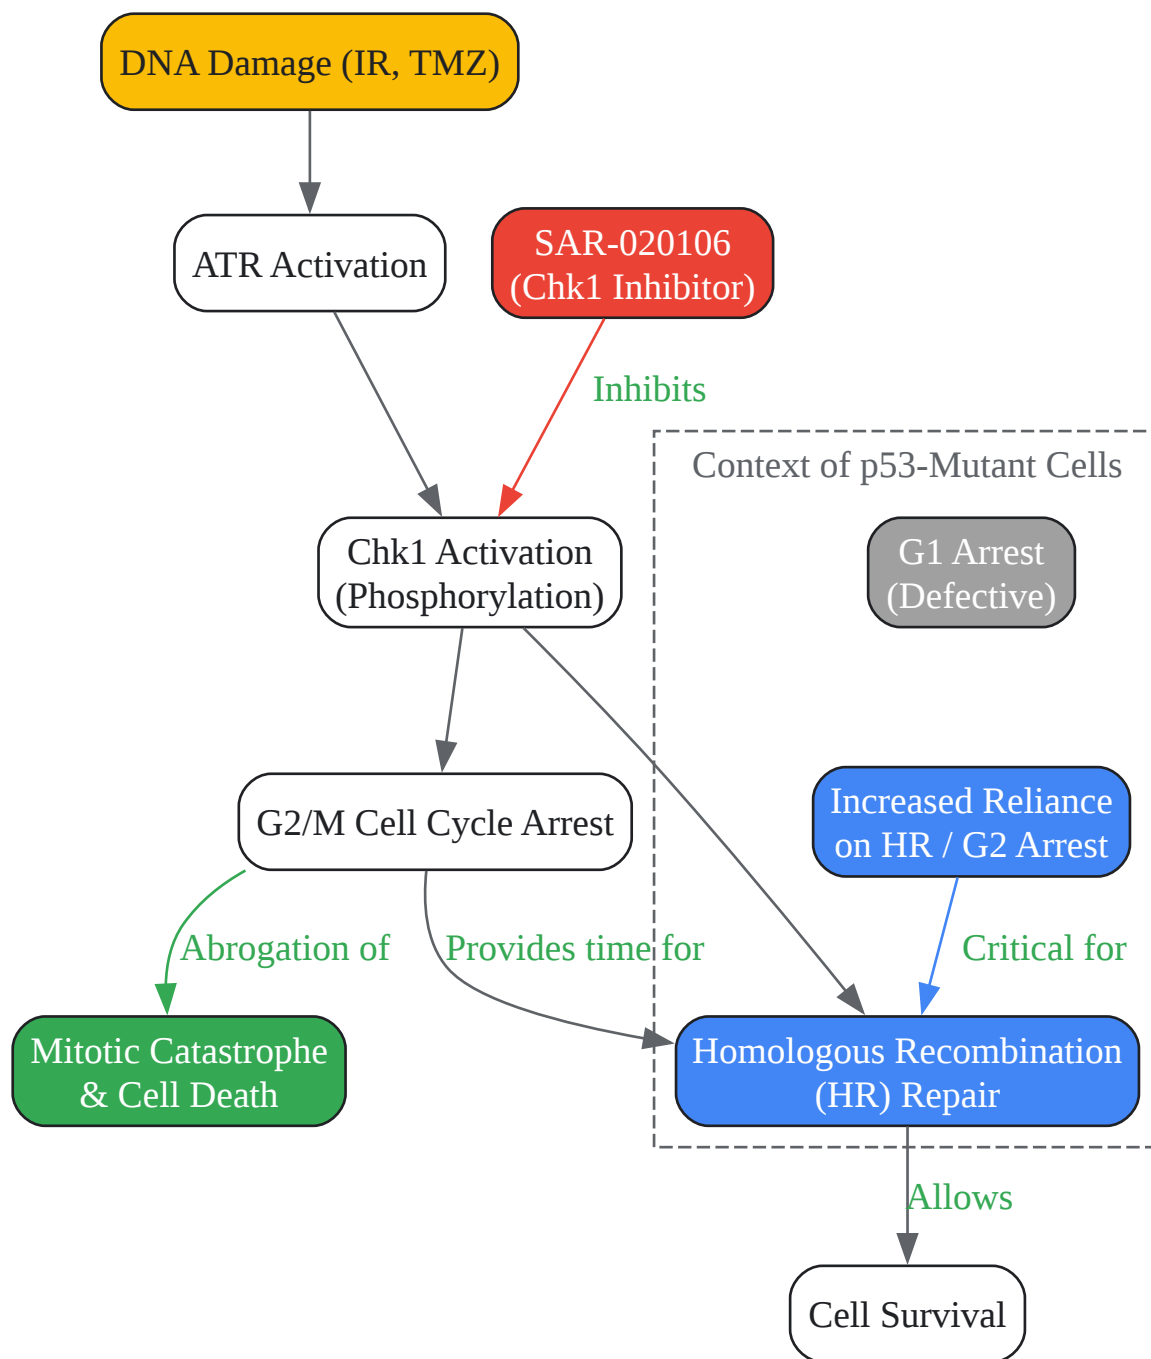 DNA Damage (IR, TMZ)
ATR Activation
SAR-020106
(Chk1 Inhibitor)
Inhibits
Context of p53-Mutant Cells
Chk1 Activation
(Phosphorylation)
G1 Arrest
(Defective)
G2/M Cell Cycle Arrest
Increased Reliance
on HR / G2 Arrest
Abrogation of
Provides time for
Critical for
Mitotic Catastrophe
& Cell Death
Homologous Recombination
(HR) Repair
Allows
Cell Survival